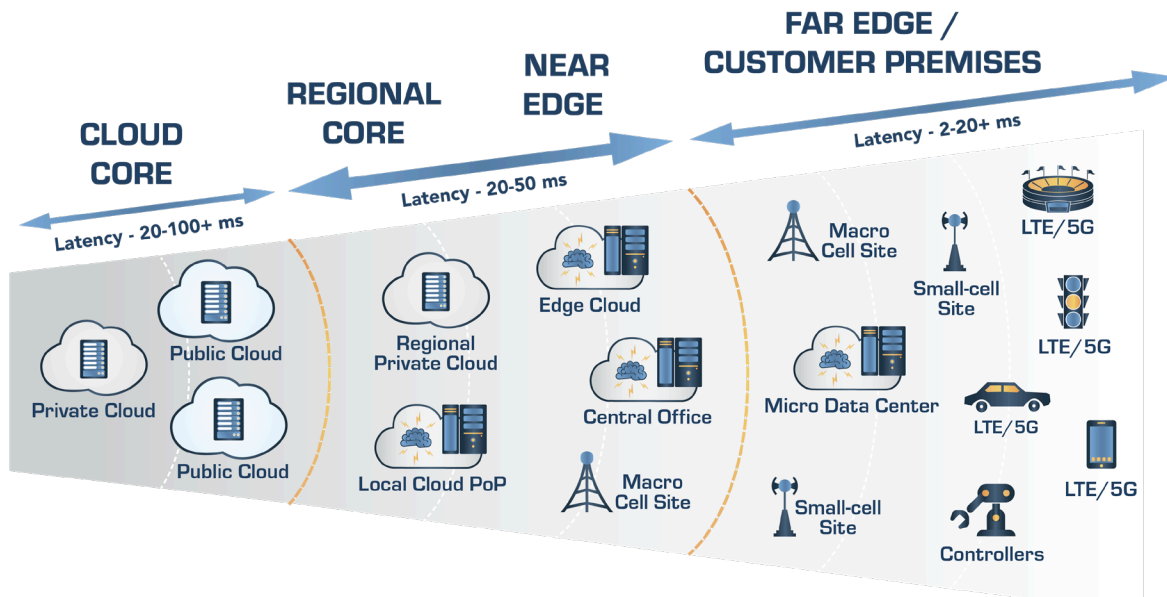 CLOUD
CORE
Latency - 20-100+ ms
REGIONAL
CORE
NEAR
EDGE
Latency - 20-50 ms
FAR EDGE /
CUSTOMER PREMISES
Latency - 2-20+ ms
Private Cloud
Public Cloud
Public Cloud
Regional
Private Cloud
Local Cloud PoP
Edge Cloud
Central Office
Macro
Cell Site
Macro
Cell Site
Small-cell
Site
Micro Data Center
Small-cell
Site
LTE/5G
LTE/5G
LTE/5G
LTE/5G
Controllers